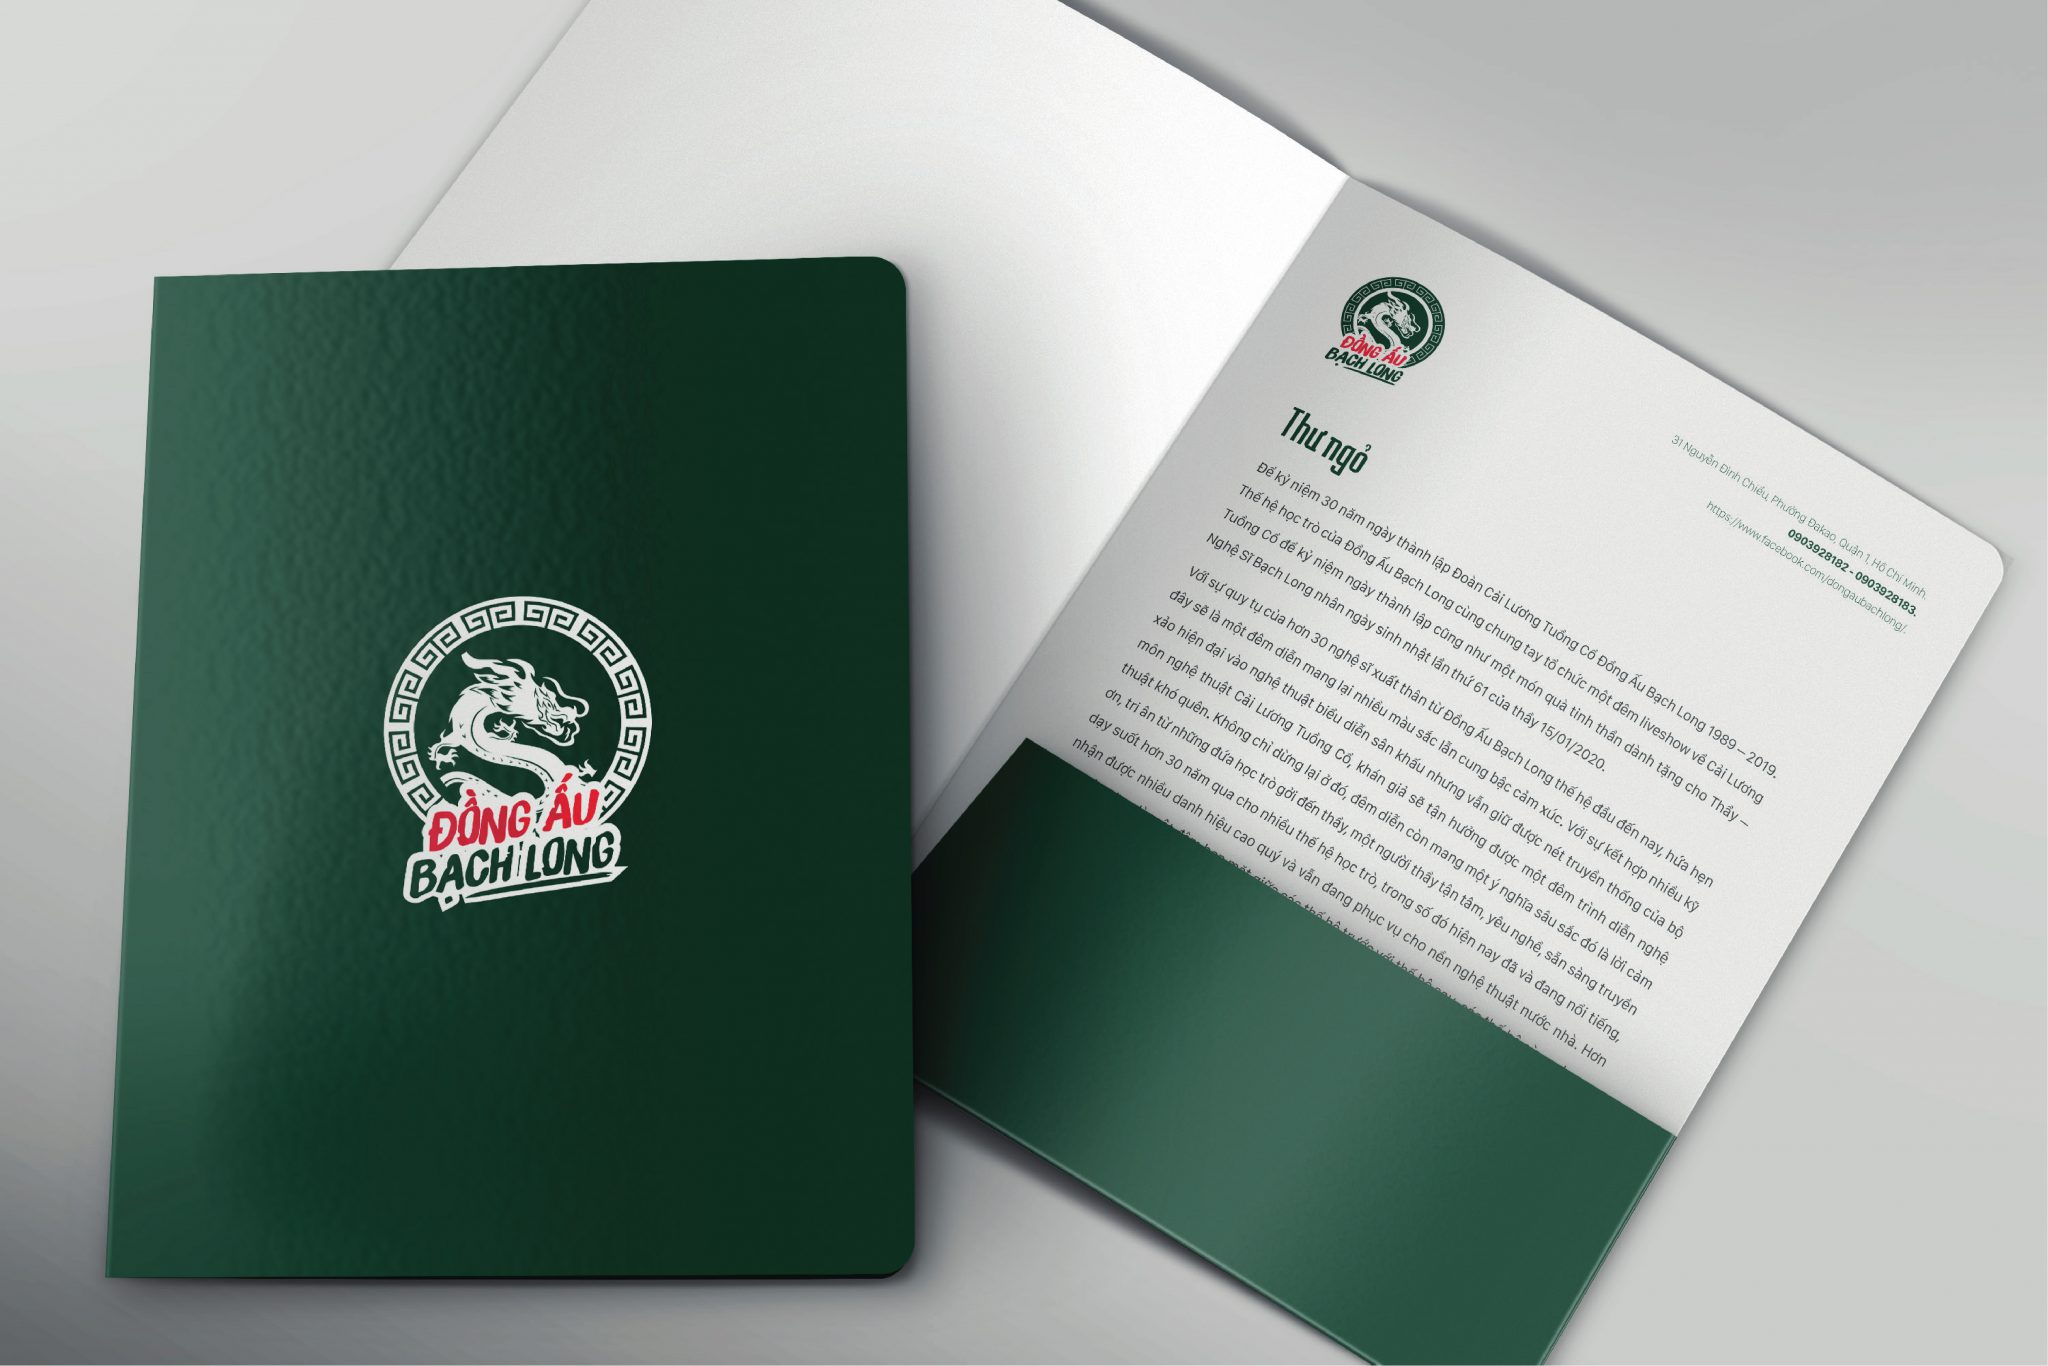 ĐỒNG ẤU
BẠCH LONG
ĐỒNG ẤU
BẠCH LONG
31 Nguyễn Đình Chiểu, Phường Đakao, Quận 1, Hồ Chí Minh.
0903928182 - 0903928183.
https://www.facebook.com/dongaubachlong/.
Thư ngỏ
Để kỷ niệm 30 năm ngày thành lập Đoàn Cải Lương Tuồng Cổ Đồng Ấu Bạch Long 1989 – 2019.
Thế hệ học trò của Đồng Ấu Bạch Long cùng chung tay tổ chức một đêm liveshow về Cải Lương
Tuồng Cổ để kỷ niệm ngày thành lập cũng như một món quà tinh thần dành tặng cho Thầy –
Nghệ Sĩ Bạch Long nhân ngày sinh nhật lần thứ 61 của thầy 15/01/2020.
Với sự quy tụ của hơn 30 nghệ sĩ xuất thân từ Đồng Ấu Bạch Long thế hệ đầu đến nay, hứa hẹn
đây sẽ là một đêm diễn mang lại nhiều màu sắc lẫn cung bậc cảm xúc. Với sự kết hợp nhiều kỹ
xảo hiện đại vào nghệ thuật biểu diễn sân khấu nhưng vẫn giữ được nét truyền thống của bộ
môn nghệ thuật Cải Lương Tuồng Cổ, khán giả sẽ tận hưởng được một đêm trình diễn nghệ
thuật khó quên. Không chỉ dừng lại ở đó, đêm diễn còn mang một ý nghĩa sâu sắc đó là lời cảm
ơn, tri ân từ những đứa học trò gởi đến thầy, một người thầy tận tâm, yêu nghề, sẵn sàng truyền
dạy suốt hơn 30 năm qua cho nhiều thế hệ học trò, trong số đó hiện nay đã và đang nổi tiếng,
nhận được nhiều danh hiệu cao quý và vẫn đang phục vụ cho nền nghệ thuật nước nhà. Hơn